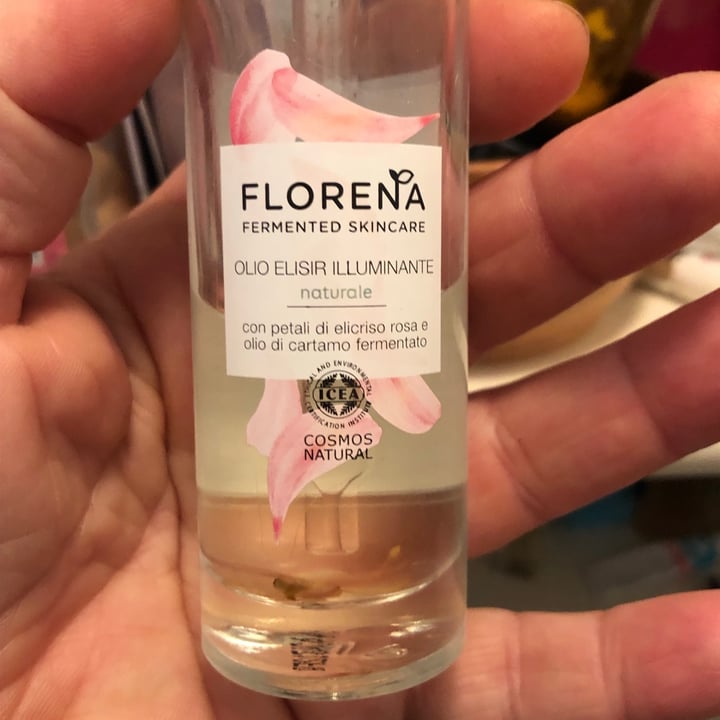 FLORENA
FERMENTED SKINCARE
OLIO ELISIR ILLUMINANTE
naturale
con petali di elicriso rosa e
olio di cartamo fermentato
ICEA
COSMOS
NATURAL